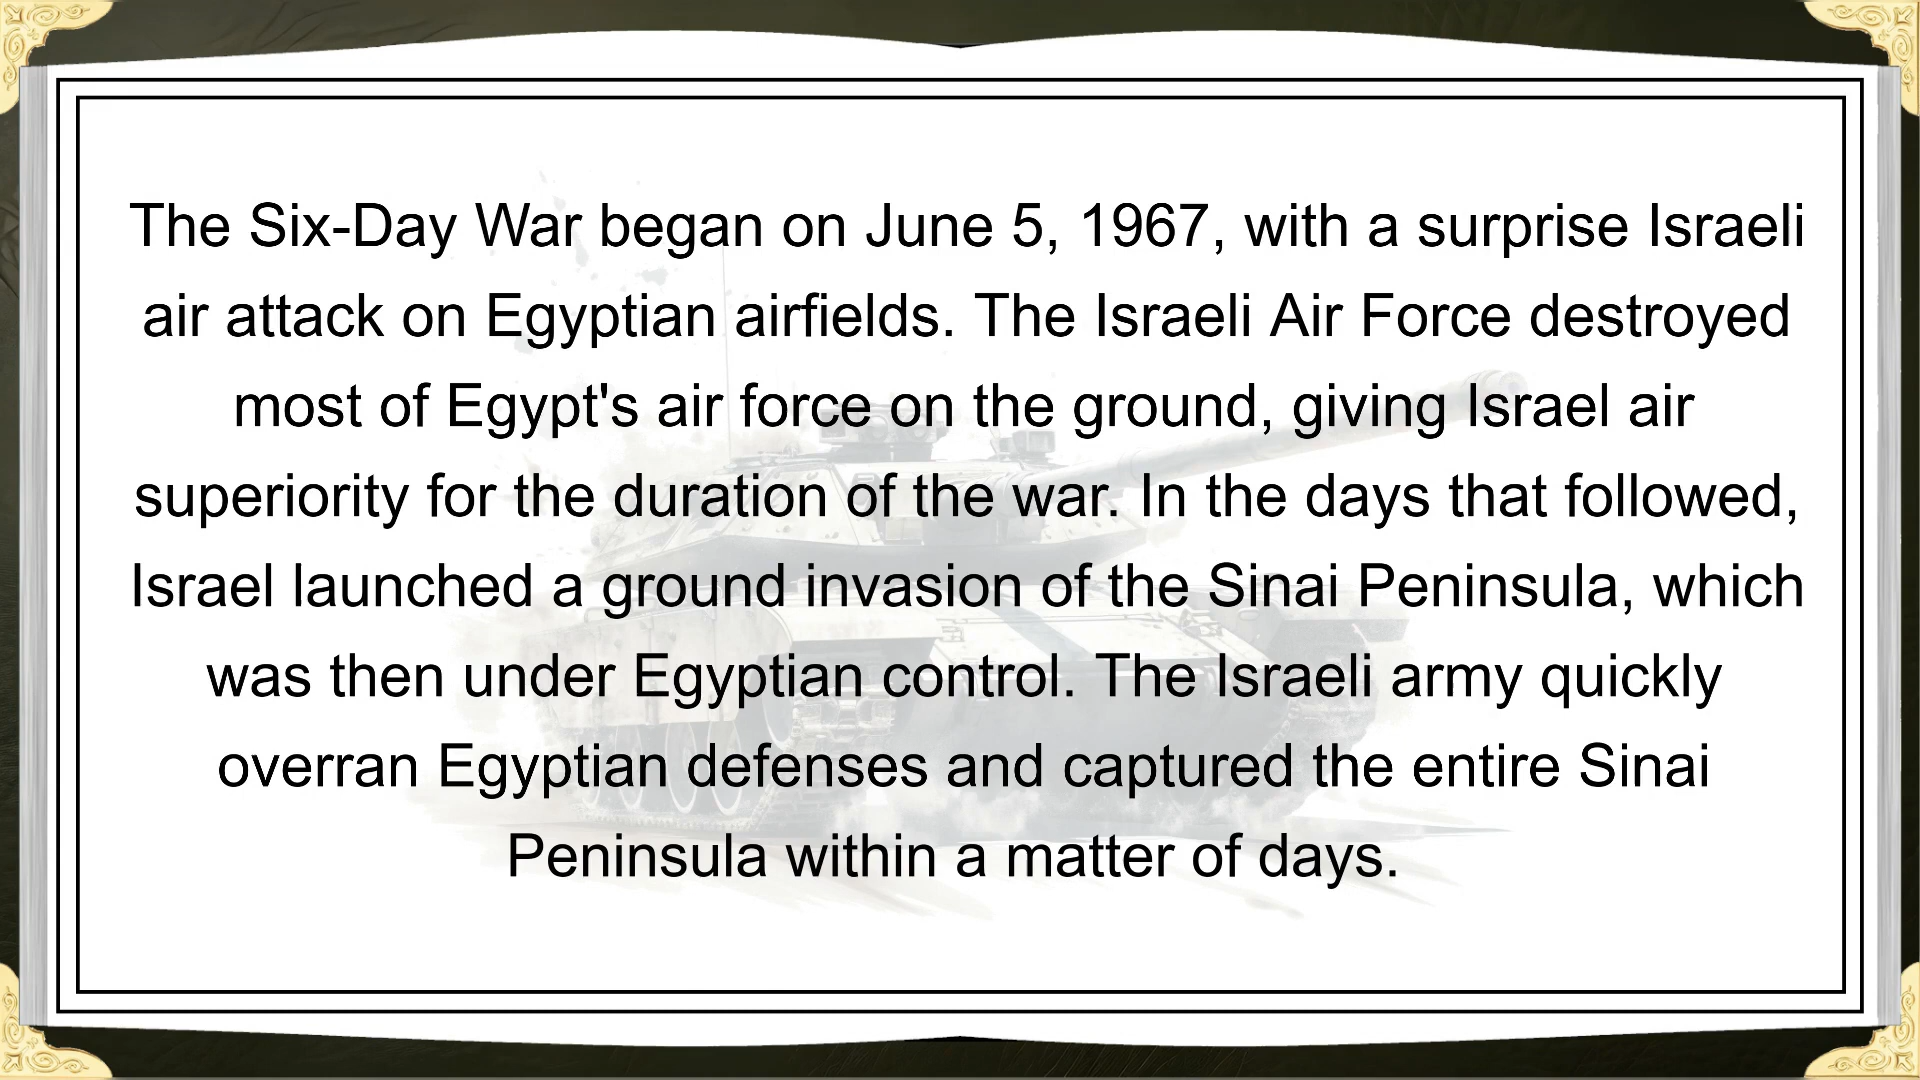 The Six-Day War began on June 5, 1967, with a surprise Israeli
air attack on Egyptian airfields. The Israeli Air Force destroyed
most of Egypt's air force on the ground, giving Israel air
superiority for the duration of the war. In the days that followed,
Israel launched a ground invasion of the Sinai Peninsula, which
was then under Egyptian control. The Israeli army quickly
overran Egyptian defenses and captured the entire Sinai
Peninsula within a matter of days.